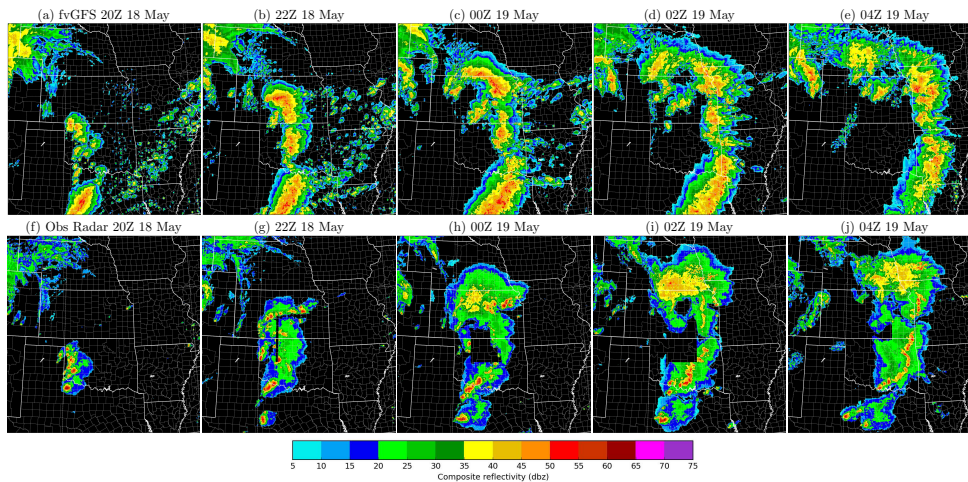 (a) fvGFS 20Z 18 May
(b) 22Z 18 May
(c) 00Z 19 May
(d) 02Z 19 May
(e) 04Z 19 May
(f) Obs Radar 20Z 18 May
(g) 22Z 18 May
(h) 00Z 19 May
(i) 02Z 19 May
(j) 04Z 19 May
5 10 15 20 25 30 35 40 45 50 55 60 65 70 75
Composite reflectivity (dbz)